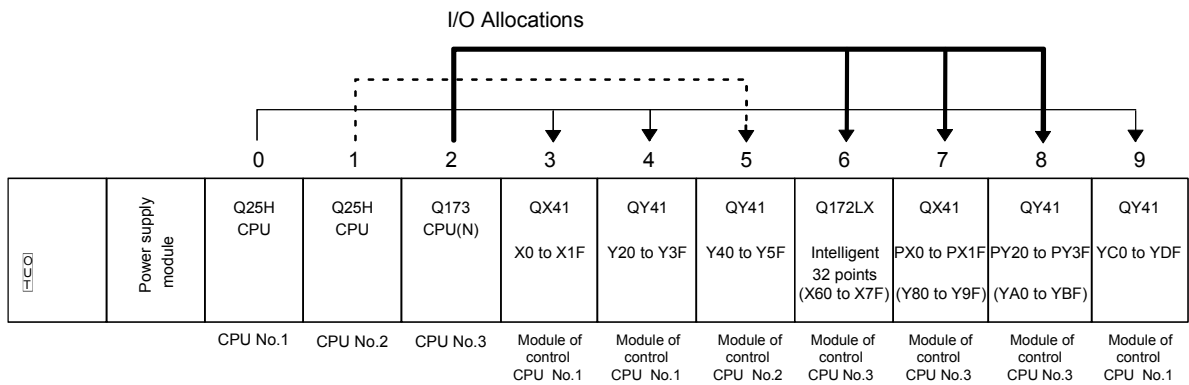 I/O Allocations
0 1 2 3 4 5 6 7 8 9
OUT
Power supply
module
Q25H
CPU
Q25H
CPU
Q173
CPU(N)
QX41
X0 to X1F
QY41
Y20 to Y3F
QY41
Y40 to Y5F
Q172LX
Intelligent
32 points
(X60 to X7F)
QX41
PX0 to PX1F
(Y80 to Y9F)
QY41
PY20 to PY3F
(YA0 to YBF)
QY41
YC0 to YDF
CPU No.1
CPU No.2
CPU No.3
Module of
control
CPU No.1
Module of
control
CPU No.1
Module of
control
CPU No.2
Module of
control
CPU No.3
Module of
control
CPU No.3
Module of
control
CPU No.3
Module of
control
CPU No.1